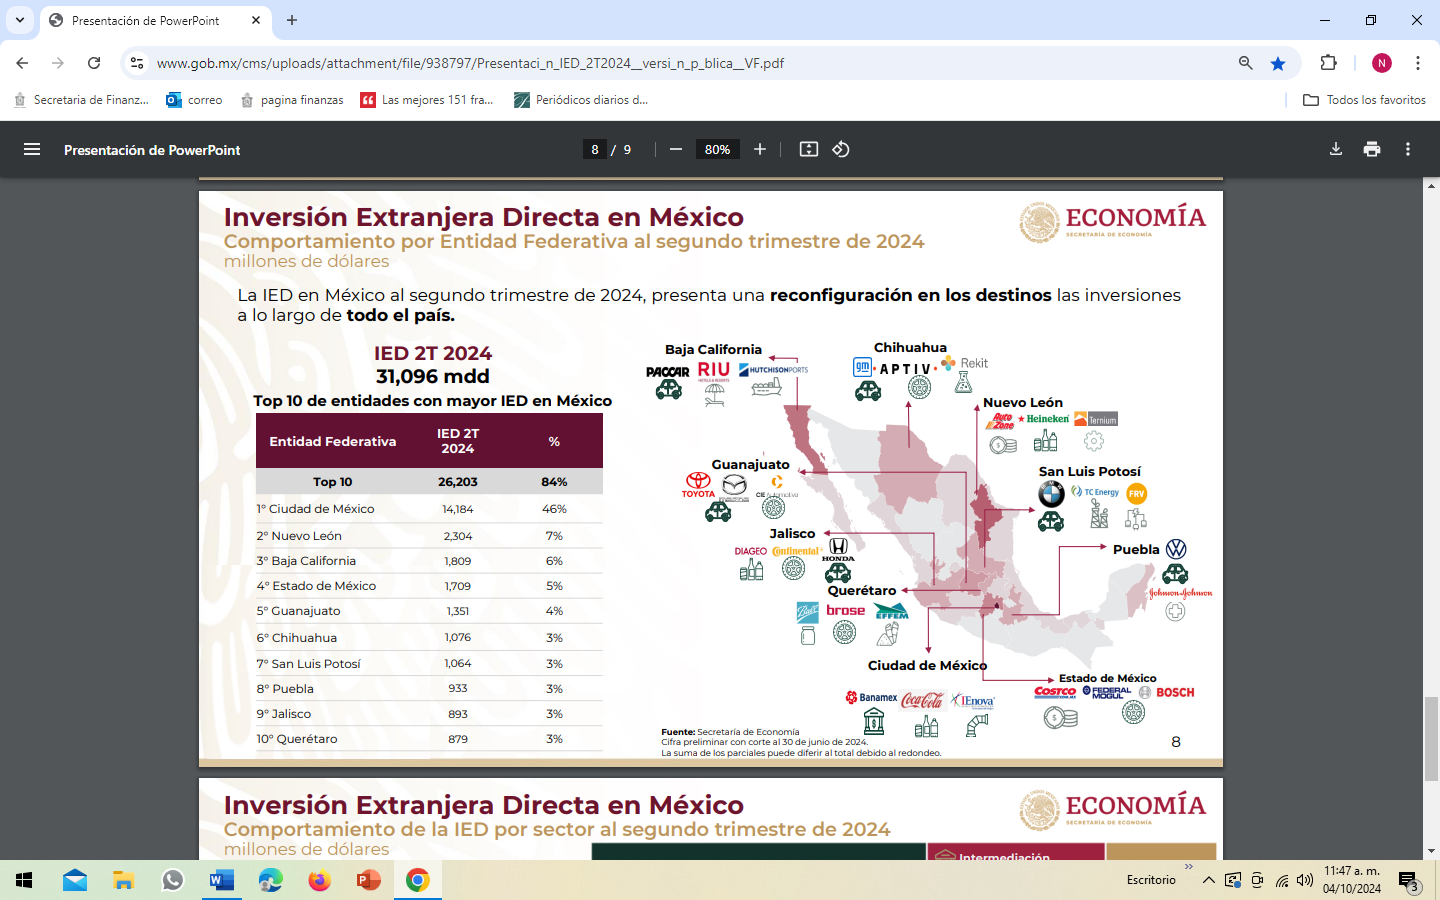 Presentación de PowerPoint
www.gob.mx/cms/uploads/attachment/file/938797/Presentaci_n_IED_2T2024__versi_n_p_blica__VF.pdf
N
Secretaria de Finanz...
correo
pagina finanzas
Las mejores 151 fra...
Periódicos diarios d...
Todos los favoritos
Presentación de PowerPoint
8 / 9
80%
Inversión Extranjera Directa en México
Comportamiento por Entidad Federativa al segundo trimestre de 2024
millones de dólares
ECONOMÍA
SECRETARÍA DE ECONOMÍA
La IED en México al segundo trimestre de 2024, presenta una reconfiguración en los destinos las inversiones
a lo largo de todo el país.
IED 2T 2024
31,096 mdd
Top 10 de entidades con mayor IED en México
Entidad Federativa IED 2T 2024 %
Top 10 26,203 84%
1° Ciudad de México 14,184 46%
2° Nuevo León 2,304 7%
3° Baja California 1,809 6%
4° Estado de México 1,709 5%
5° Guanajuato 1,351 4%
6° Chihuahua 1,076 3%
7° San Luis Potosí 1,064 3%
8° Puebla 933 3%
9° Jalisco 893 3%
10° Querétaro 879 3%
Baja California
PACCAR RIU HUTCHISON PORTS
HOTELS & RESORTS
Chihuahua
gm • APTIV • Rekit
Nuevo León
Auto Zone Heineken Ternium
Guanajuato
TOYOTA mazda CIE Automotive
San Luis Potosí
BMW TC Energy FRV
Jalisco
DIAGEO Continental HONDA
Puebla
Johnson & Johnson
Querétaro
Ball brose EFFEM
Ciudad de México
Banamex Coca-Cola IEnova
Estado de México
COSTCO FEDERAL MOGUL BOSCH
Fuente: Secretaría de Economía
Cifra preliminar con corte al 30 de junio de 2024.
La suma de los parciales puede diferir al total debido al redondeo.
8
Inversión Extranjera Directa en México
Comportamiento de la IED por sector al segundo trimestre de 2024
millones de dólares
ECONOMÍA
SECRETARÍA DE ECONOMÍA
Intermediación
Escritorio
11:47 a. m.
04/10/2024
3